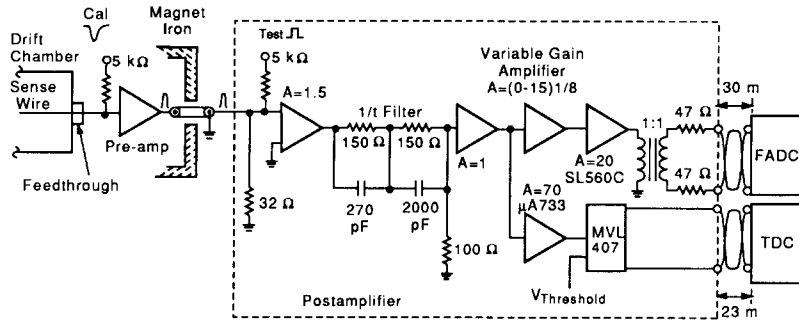 Cal
Drift
Chamber
Sense
Wire
5 kΩ
Pre-amp
Feedthrough
Magnet
Iron
Test
5 kΩ
A=1.5
32 Ω
1/t Filter
150 Ω
150 Ω
270
pF
2000
pF
100 Ω
A=1
Variable Gain
Amplifier
A=(0-15)1/8
A=20
SL560C
1:1
47 Ω
47 Ω
30 m
FADC
A=70
μA733
MVL
407
VThreshold
TDC
23 m
Postamplifier